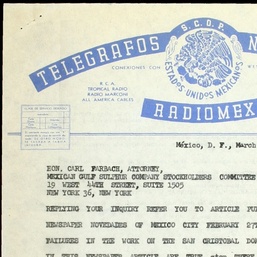 TELEGRAFOS N
S.C.O.P.
CONEXIONES CON
ESTADOS UNIDOS MEXICANOS
R.C.A.
TROPICAL RADIO
RADIO MARCONI
ALL AMERICA CABLES
RADIOMEX
México, D. F., March
HON. CARL FARBACH, ATTORNEY,
MEXICAN GULF SULPHUR COMPANY STOCKHOLDERS COMMITTEE
19 WEST 44TH STREET, SUITE 1505
NEW YORK 36, NEW YORK
REPLYING YOUR INQUIRY REFER YOU TO ARTICLE
NEWSPAPER NOVEDADES OF MEXICO CITY FEBRUARY 27
FAILURES IN THE WORK ON THE SAN CRISTOBAL